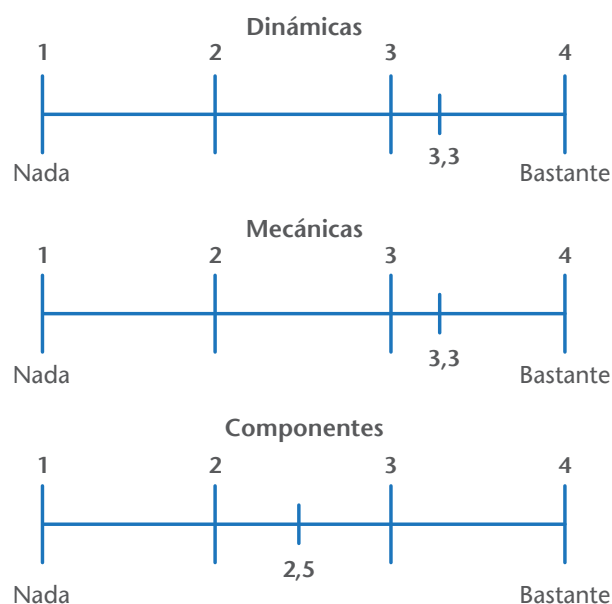 Dinámicas
1 2 3 4
3,3
Nada Bastante
Mecánicas
1 2 3 4
3,3
Nada Bastante
Componentes
1 2 3 4
2,5
Nada Bastante